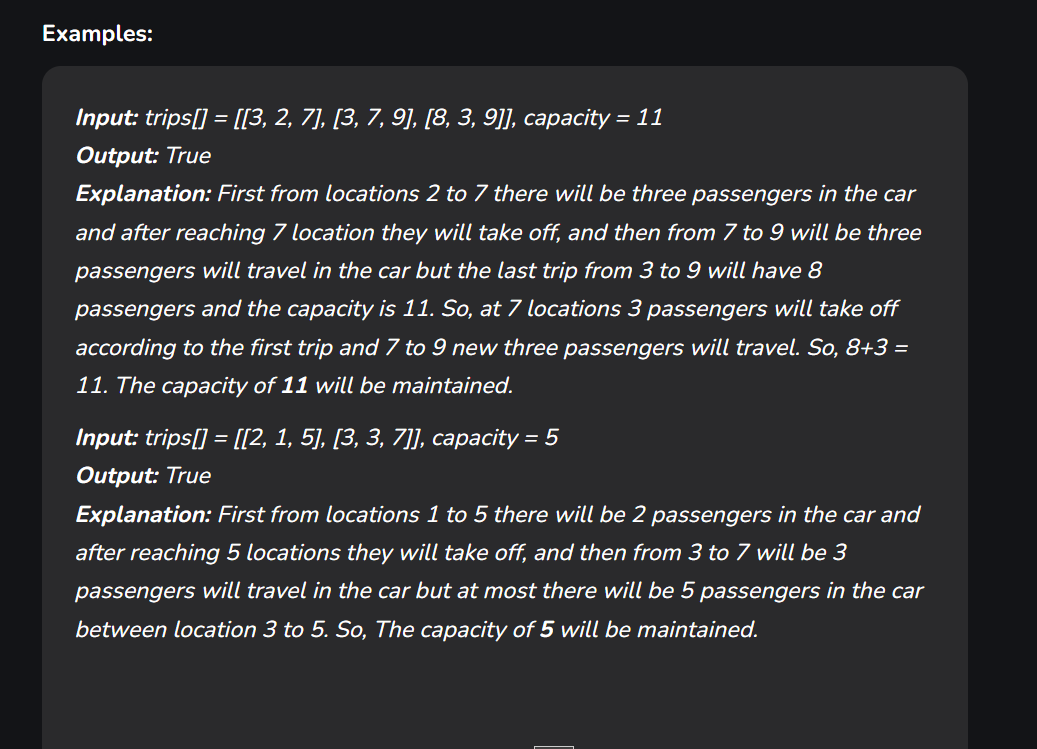 Examples:
Input: trips[] = [[3, 2, 7], [3, 7, 9], [8, 3, 9]], capacity = 11
Output: True
Explanation: First from locations 2 to 7 there will be three passengers in the car
and after reaching 7 location they will take off, and then from 7 to 9 will be three
passengers will travel in the car but the last trip from 3 to 9 will have 8
passengers and the capacity is 11. So, at 7 locations 3 passengers will take off
according to the first trip and 7 to 9 new three passengers will travel. So, 8+3 =
11. The capacity of 11 will be maintained.
Input: trips[] = [[2, 1, 5], [3, 3, 7]], capacity = 5
Output: True
Explanation: First from locations 1 to 5 there will be 2 passengers in the car and
after reaching 5 locations they will take off, and then from 3 to 7 will be 3
passengers will travel in the car but at most there will be 5 passengers in the car
between location 3 to 5. So, The capacity of 5 will be maintained.